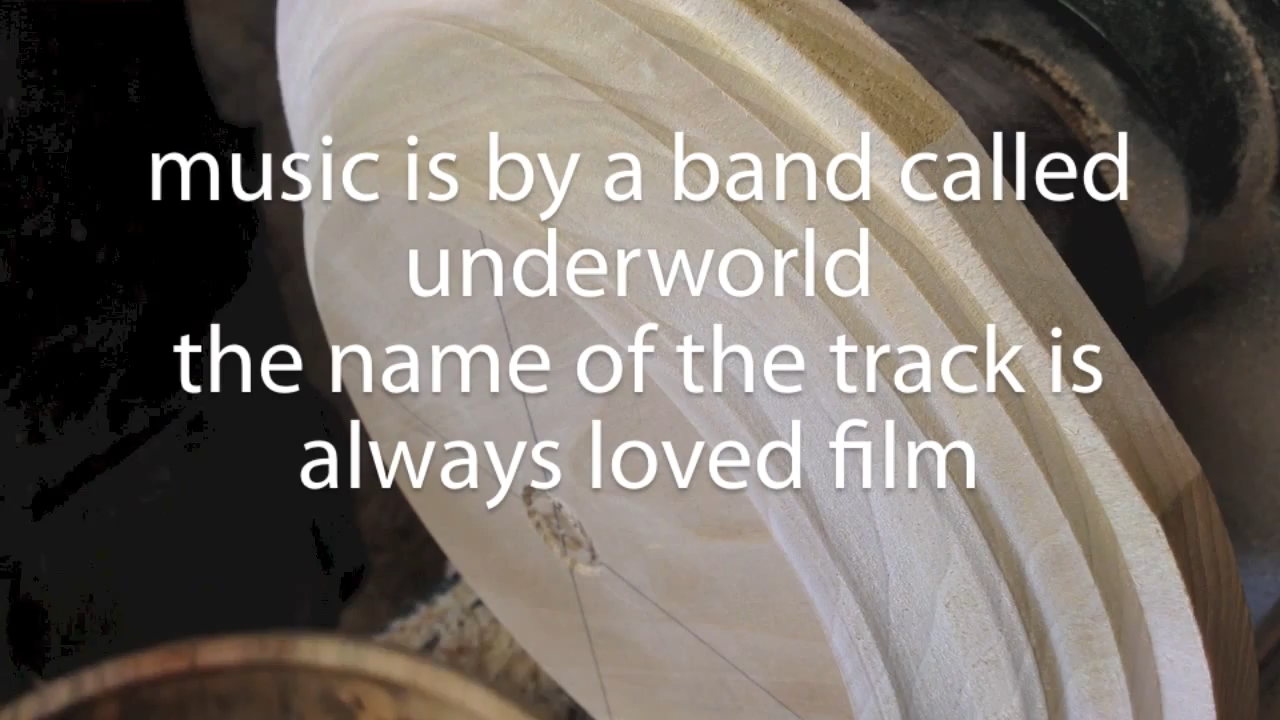 music is by a band called
underworld
the name of the track is
always loved film